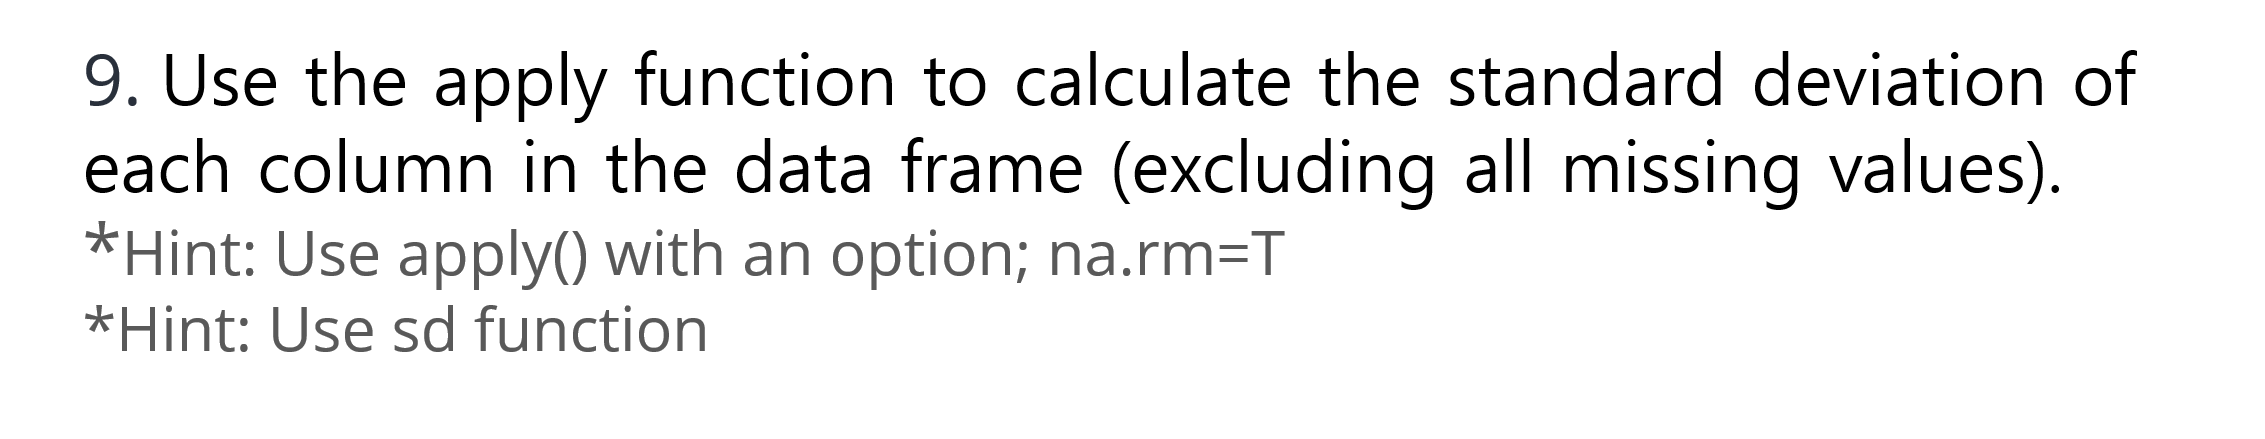 9. Use the apply function to calculate the standard deviation of
each column in the data frame (excluding all missing values).
*Hint: Use apply() with an option; na.rm=T
*Hint: Use sd function